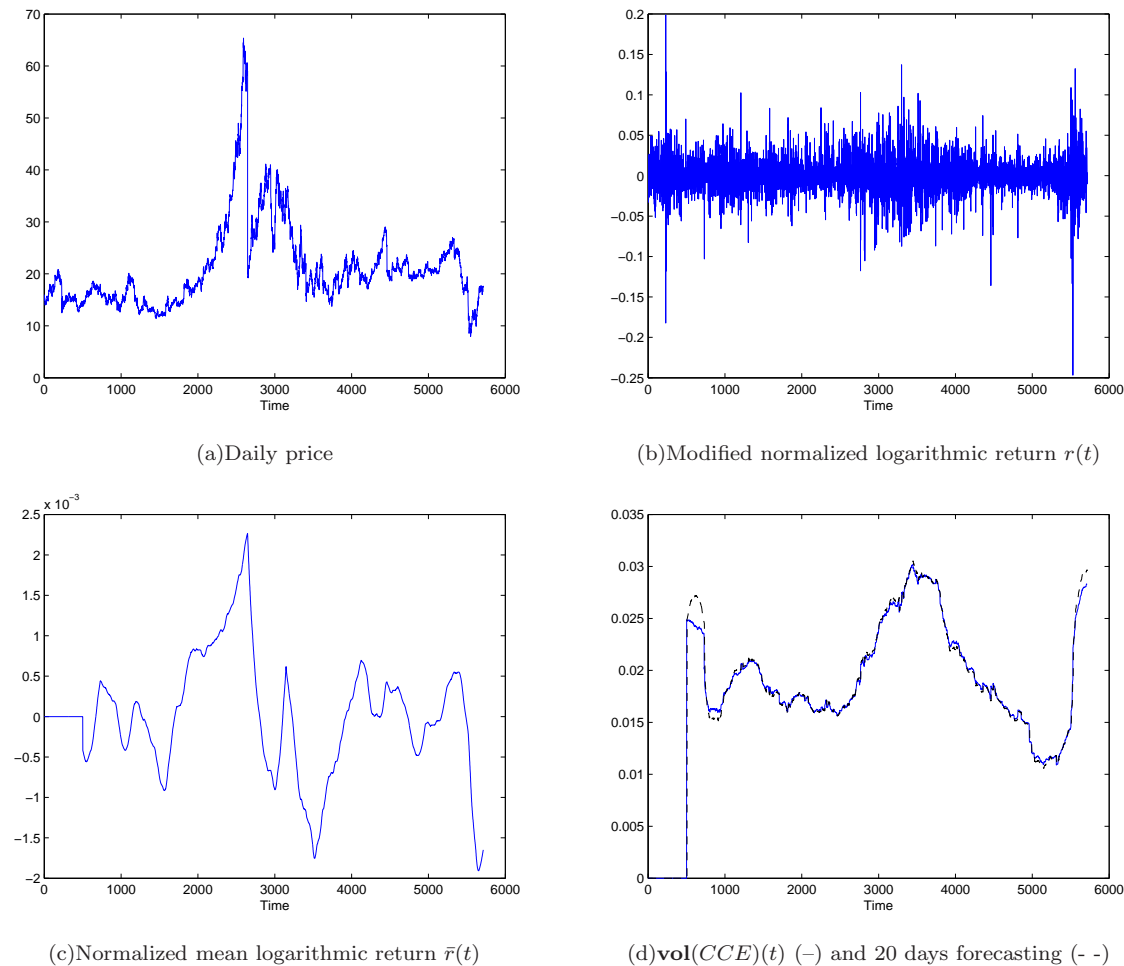 70
60
50
40
30
20
10
0
0 1000 2000 3000 4000 5000 6000
Time
(a)Daily price
0.2
0.15
0.1
0.05
0
−0.05
−0.1
−0.15
−0.2
−0.25
0 1000 2000 3000 4000 5000 6000
Time
(b)Modified normalized logarithmic return r(t)
x 10⁻³
2.5
2
1.5
1
0.5
0
−0.5
−1
−1.5
−2
0 1000 2000 3000 4000 5000 6000
Time
(c)Normalized mean logarithmic return r̄(t)
0.035
0.03
0.025
0.02
0.015
0.01
0.005
0
0 1000 2000 3000 4000 5000 6000
Time
(d)vol(CCE)(t) (–) and 20 days forecasting (- -)